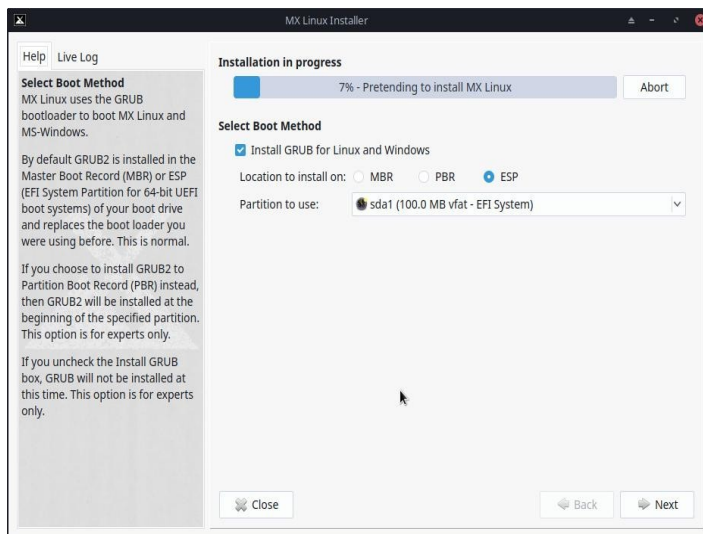 MX Linux Installer
Help
Live Log
Select Boot Method
MX Linux uses the GRUB
bootloader to boot MX Linux and
MS-Windows.
By default GRUB2 is installed in the
Master Boot Record (MBR) or ESP
(EFI System Partition for 64-bit UEFI
boot systems) of your boot drive
and replaces the boot loader you
were using before. This is normal.
If you choose to install GRUB2 to
Partition Boot Record (PBR) instead,
then GRUB2 will be installed at the
beginning of the specified partition.
This option is for experts only.
If you uncheck the Install GRUB
box, GRUB will not be installed at
this time. This option is for experts
only.
Installation in progress
7% - Pretending to install MX Linux
Abort
Select Boot Method
Install GRUB for Linux and Windows
Location to install on: MBR PBR ESP
Partition to use: sda1 (100.0 MB vfat - EFI System)
Close
Back
Next